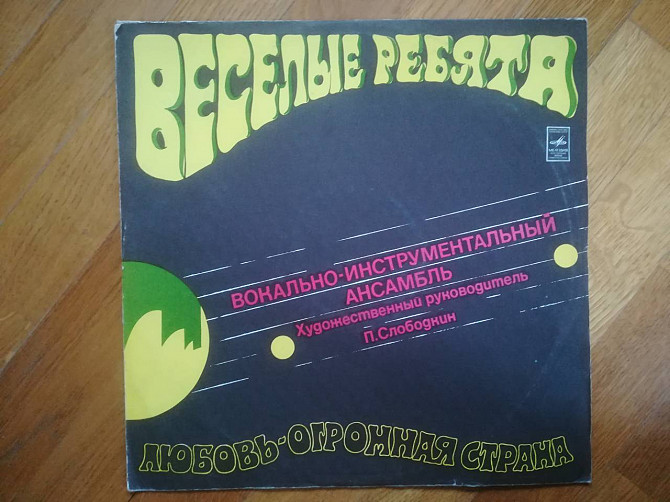 ВЕСЕЛЫЕ РЕБЯТА
ВОКАЛЬНО-ИНСТРУМЕНТАЛЬНЫЙ
АНСАМБЛЬ
Художественный руководитель
П.Слободкин
ЛЮБОВЬ-ОГРОМНАЯ СТРАНА